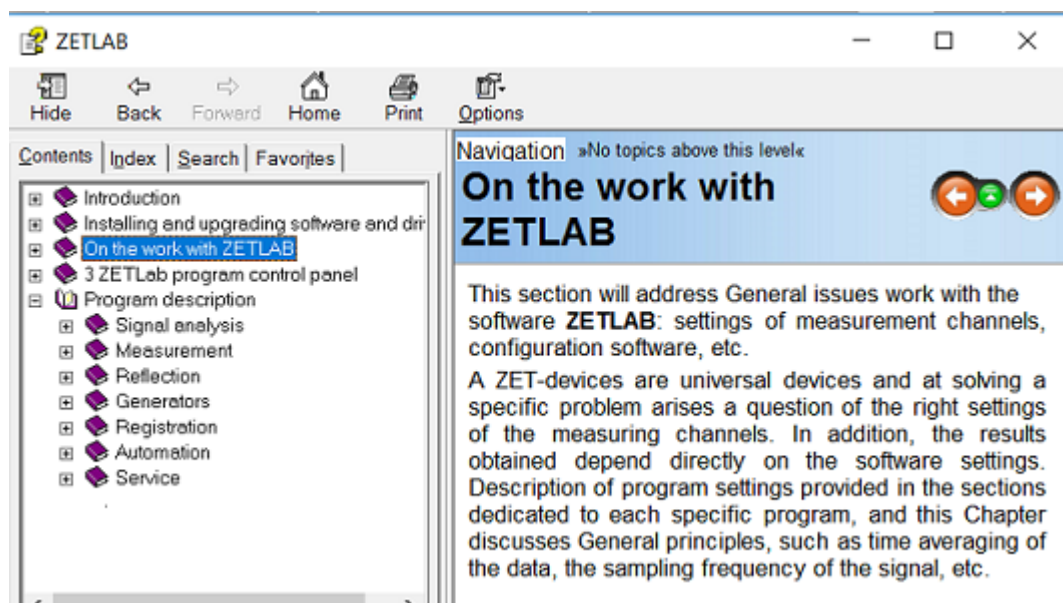 ZETLAB
Hide Back Forward Home Print Options
Contents Index Search Favorites
Introduction
Installing and upgrading software and dri
On the work with ZETLAB
3 ZETLab program control panel
Program description
Signal analysis
Measurement
Reflection
Generators
Registration
Automation
Service
Navigation »No topics above this level«
On the work with
ZETLAB
This section will address General issues work with the
software ZETLAB: settings of measurement channels,
configuration software, etc.
A ZET-devices are universal devices and at solving a
specific problem arises a question of the right settings
of the measuring channels. In addition, the results
obtained depend directly on the software settings.
Description of program settings provided in the sections
dedicated to each specific program, and this Chapter
discusses General principles, such as time averaging of
the data, the sampling frequency of the signal, etc.